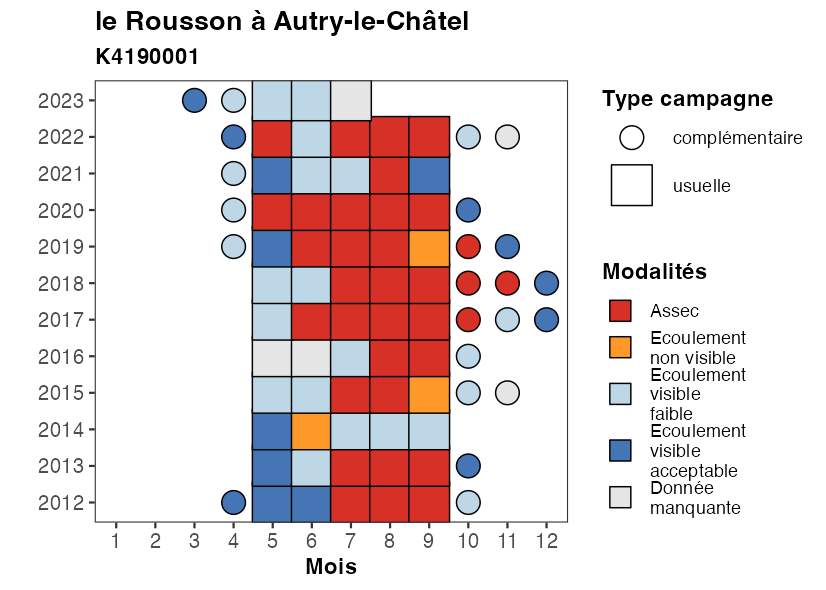 le Rousson à Autry-le-Châtel
K4190001
2023
2022
2021
2020
2019
2018
2017
2016
2015
2014
2013
2012
1 2 3 4 5 6 7 8 9 10 11 12
Mois
Type campagne
complémentaire
usuelle
Modalités
Assec
Ecoulement
non visible
Ecoulement
visible
faible
Ecoulement
visible
acceptable
Donnée
manquante